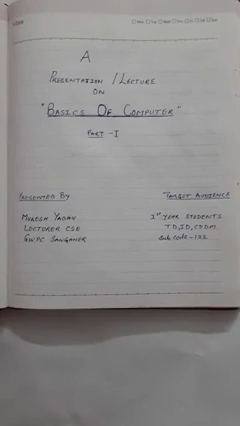 A
PRESENTATION / LECTURE
ON
"BASICS OF COMPUTER"
PART - I
PRESENTED BY
MUKESH YADAV
LECTURER CSE
GWPC SANGANER
TARGET AUDIENCE
Ist YEAR STUDENTS
TD, ID, CDDM
Sub code - 122